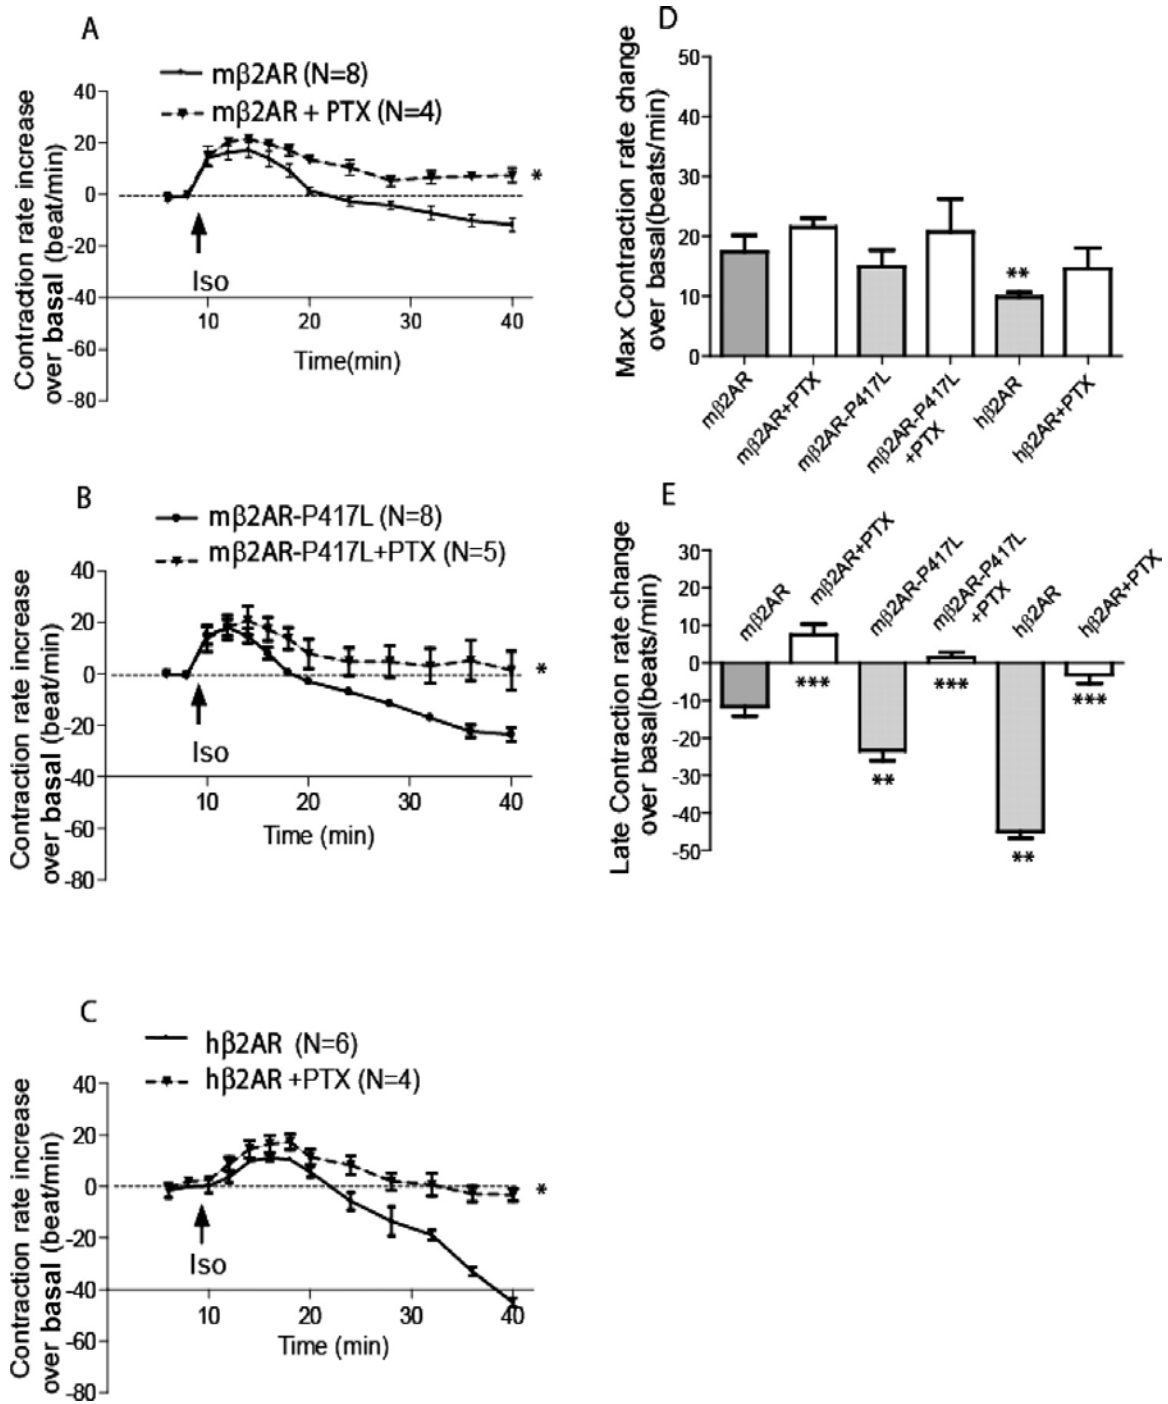 A
mβ2AR (N=8)
mβ2AR + PTX (N=4)
Contraction rate increase
over basal (beat/min)
40
20
0
-20
-40
-60
-80
*
Iso
10
20
30
40
Time(min)
B
mβ2AR-P417L (N=8)
mβ2AR-P417L+PTX (N=5)
Contraction rate increase
over basal (beat/min)
40
20
0
-20
-40
-60
-80
*
Iso
10
20
30
40
Time (min)
C
hβ2AR (N=6)
hβ2AR +PTX (N=4)
Contraction rate increase
over basal (beat/min)
40
20
0
-20
-40
-60
-80
*
Iso
10
20
30
40
Time (min)
D
Max Contraction rate change
over basal(beats/min)
50
40
30
20
10
0
**
mβ2AR
mβ2AR+PTX
mβ2AR-P417L
mβ2AR-P417L
+PTX
hβ2AR
hβ2AR+PTX
E
Late Contraction rate change
over basal(beats/min)
30
20
10
0
-10
-20
-30
-40
-50
mβ2AR
mβ2AR+PTX
mβ2AR-P417L
mβ2AR-P417L
+PTX
hβ2AR
hβ2AR+PTX
***
**
***
**
***